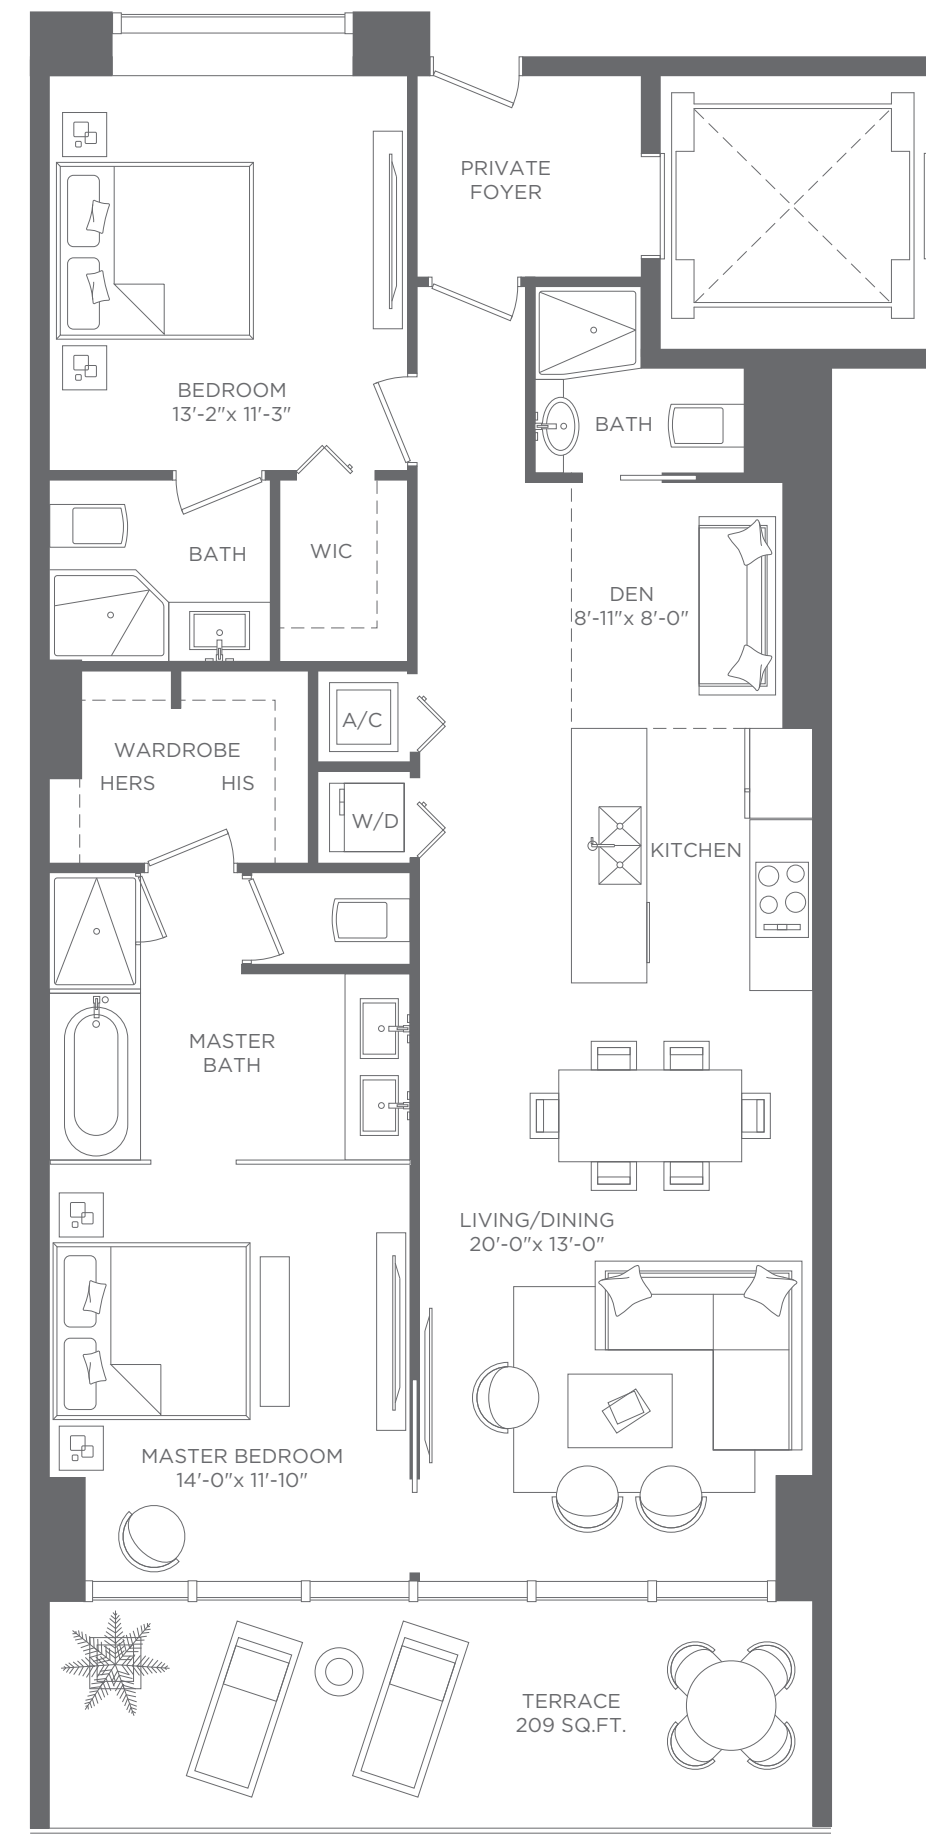 PRIVATE
FOYER
BEDROOM
13'-2"x 11'-3"
BATH
BATH
WIC
DEN
8'-11"x 8'-0"
A/C
WARDROBE
HERS HIS
W/D
KITCHEN
MASTER
BATH
LIVING/DINING
20'-0"x 13'-0"
MASTER BEDROOM
14'-0"x 11'-10"
TERRACE
209 SQ.FT.